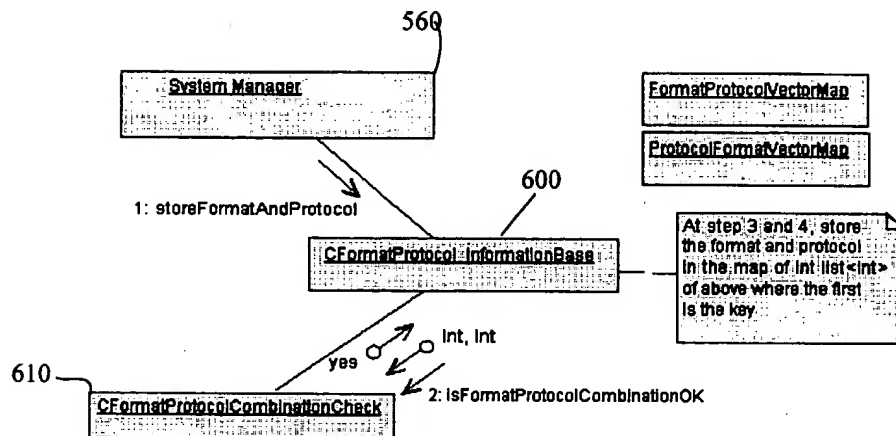 560
System Manager
FormatProtocolVectorMap
ProtocolFormatVectorMap
1: storeFormatAndProtocol
600
CFormatProtocol_InformationBase
At step 3 and 4, store
the format and protocol
in the map of int list<int>
of above where the first
is the key
yes
int, int
610
CFormatProtocolCombinationCheck
2: isFormatProtocolCombinationOK